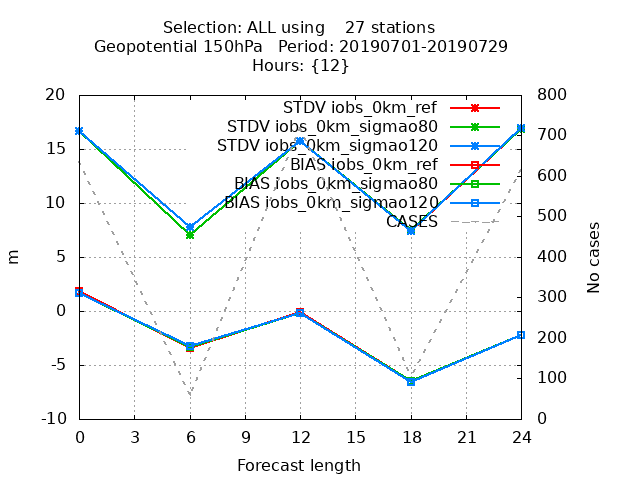 Selection: ALL using    27 stations
Geopotential 150hPa   Period: 20190701-20190729
Hours: {12}
20
15
10
5
0
-5
-10
m
STDV iobs_0km_ref
STDV iobs_0km_sigmao80
STDV iobs_0km_sigmao120
BIAS iobs_0km_ref
BIAS iobs_0km_sigmao80
BIAS iobs_0km_sigmao120
CASES
800
700
600
500
400
300
200
100
0
No cases
0 3 6 9 12 15 18 21 24
Forecast length